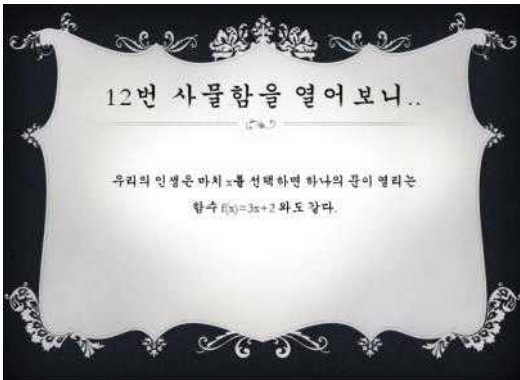 12번 사물함을 열어 보니..
우리의 인생은 마치 x를 선택하면 하나의 문이 열리는
함수 f(x)=3x+2 와도 같다.